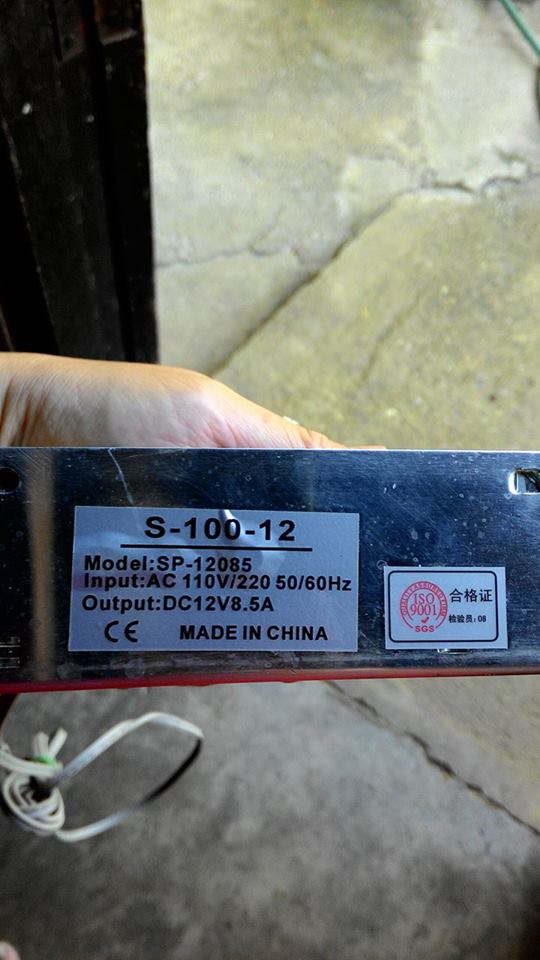 S-100-12
Model:SP-12085
Input:AC 110V/220 50/60Hz
Output:DC12V8.5A
CE MADE IN CHINA
ISO
9001
SGS
合格证
检验员:08